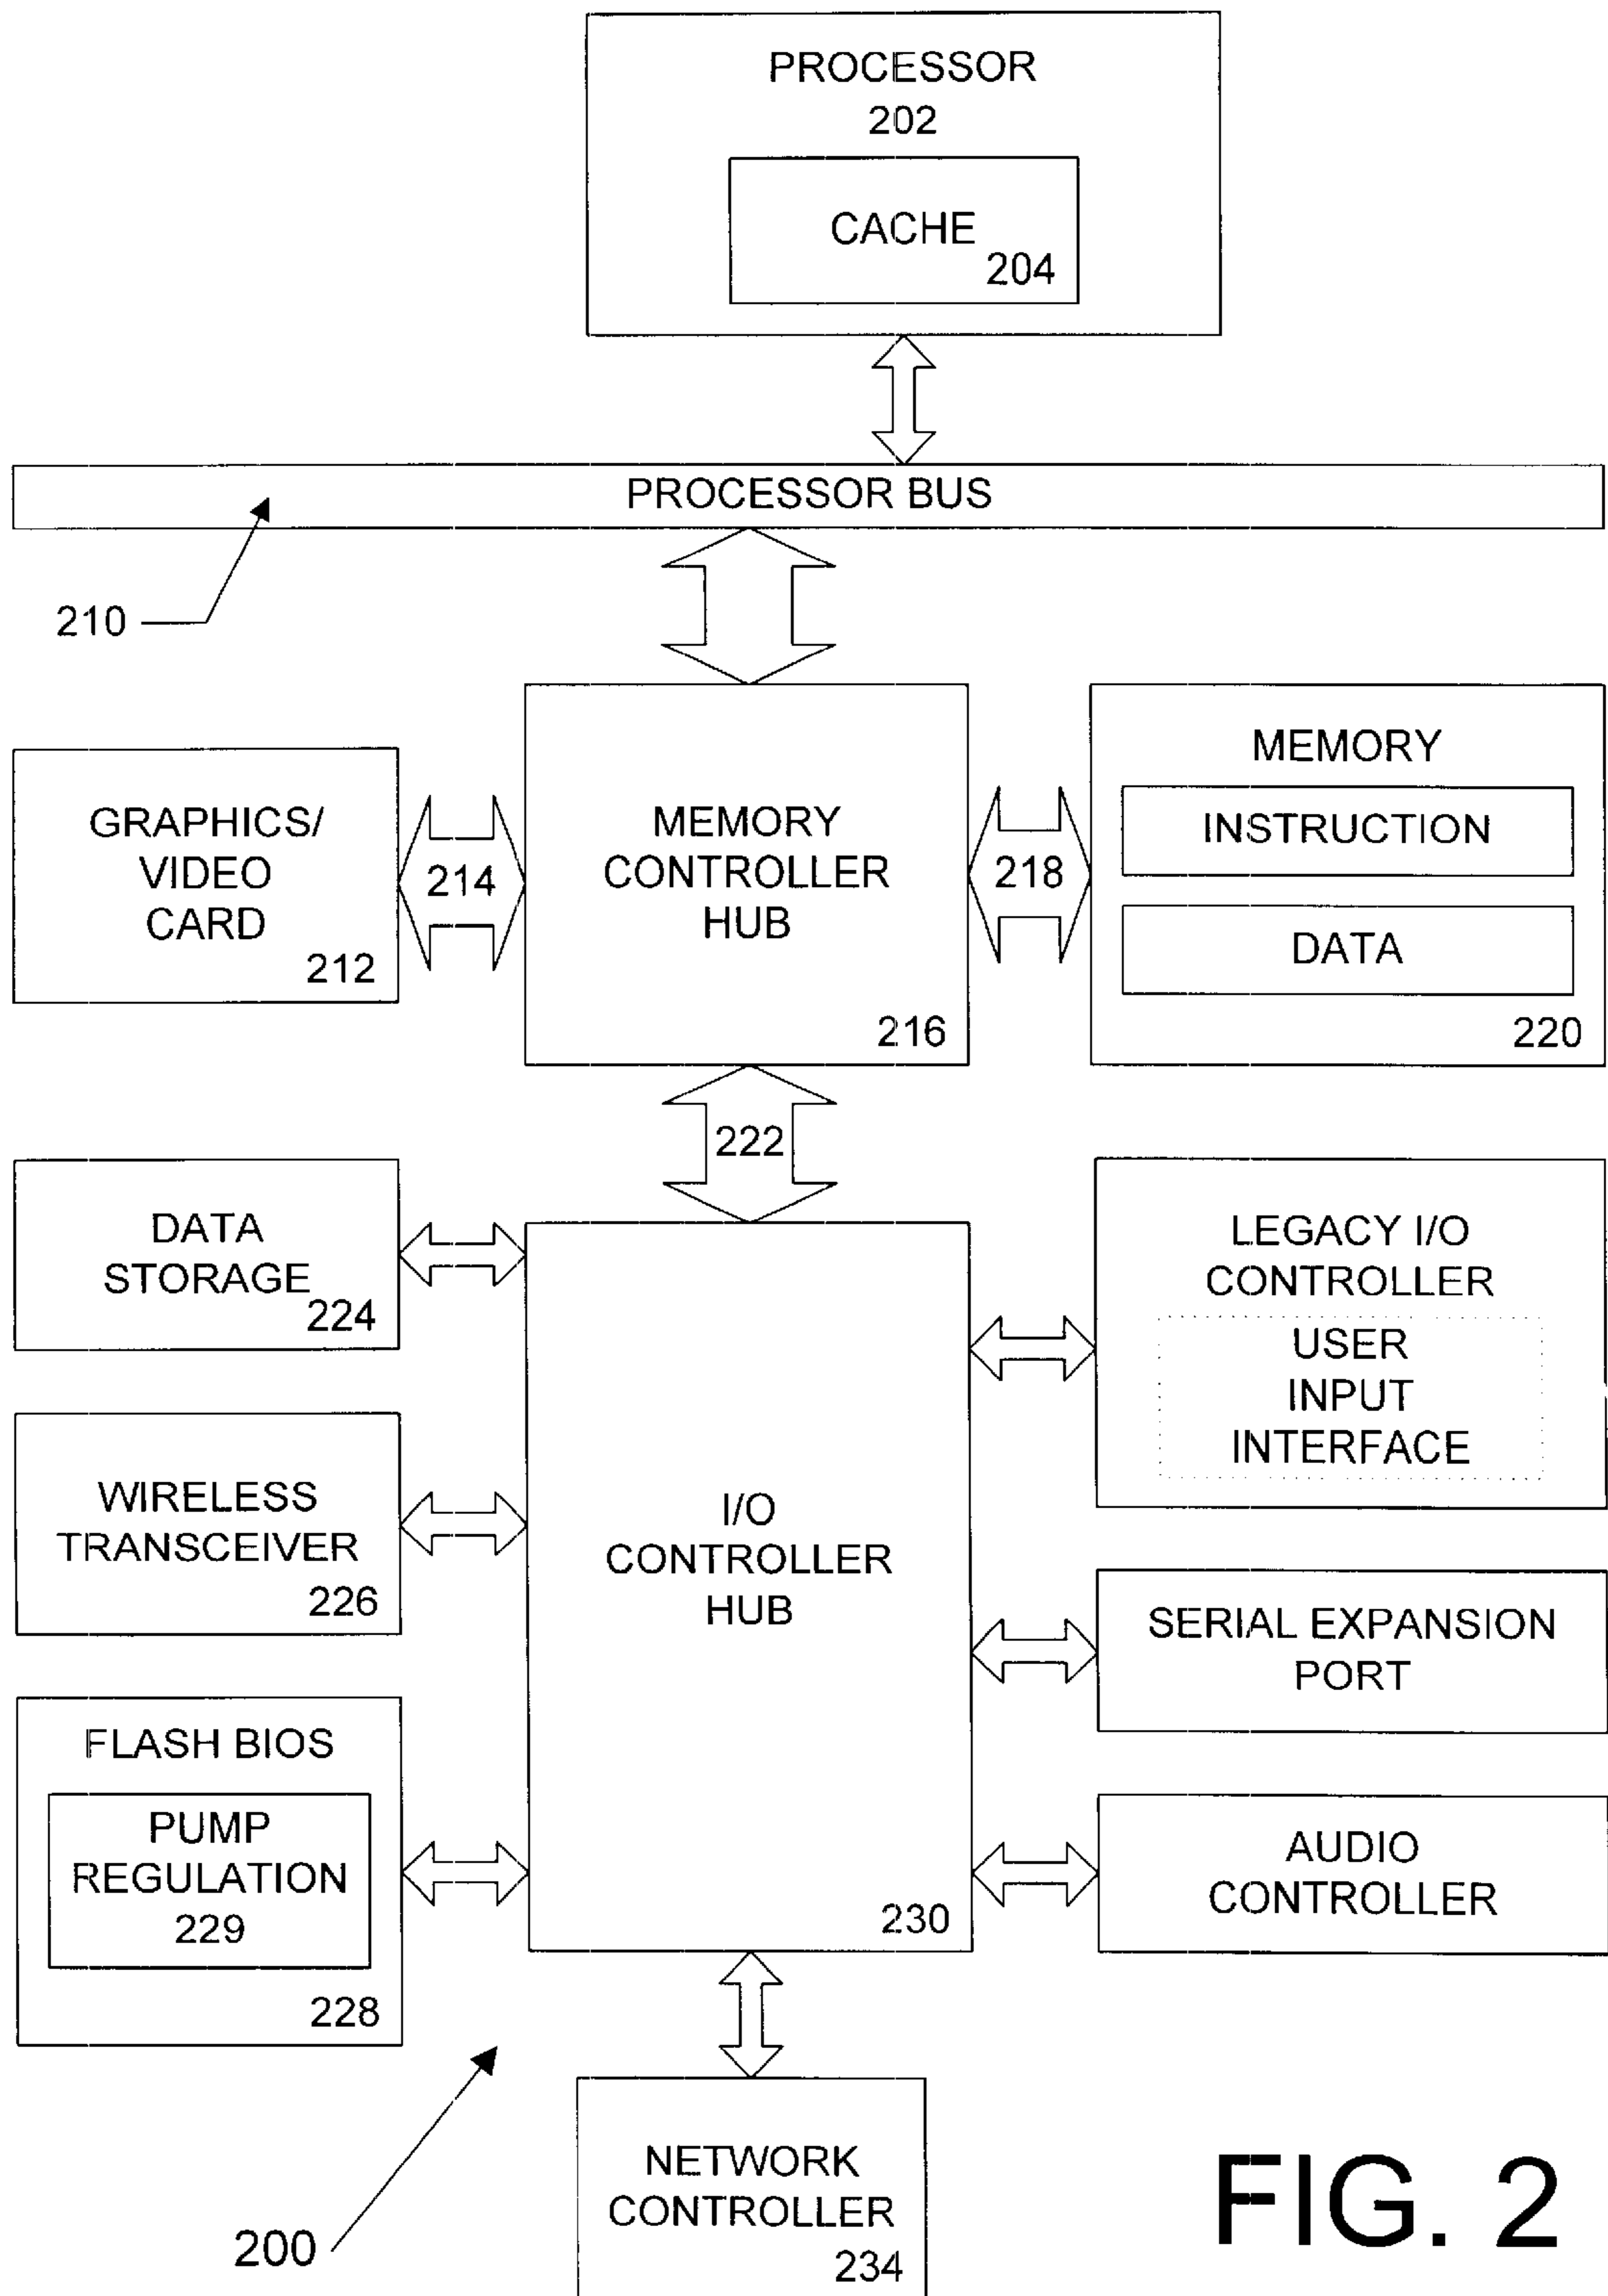 PROCESSOR
202
CACHE
204
PROCESSOR BUS
210
GRAPHICS/
VIDEO
CARD
212
214
MEMORY
CONTROLLER
HUB
216
218
MEMORY
INSTRUCTION
DATA
220
222
DATA
STORAGE
224
WIRELESS
TRANSCEIVER
226
FLASH BIOS
PUMP
REGULATION
229
228
I/O
CONTROLLER
HUB
230
LEGACY I/O
CONTROLLER
USER
INPUT
INTERFACE
SERIAL EXPANSION
PORT
AUDIO
CONTROLLER
NETWORK
CONTROLLER
234
200
FIG. 2